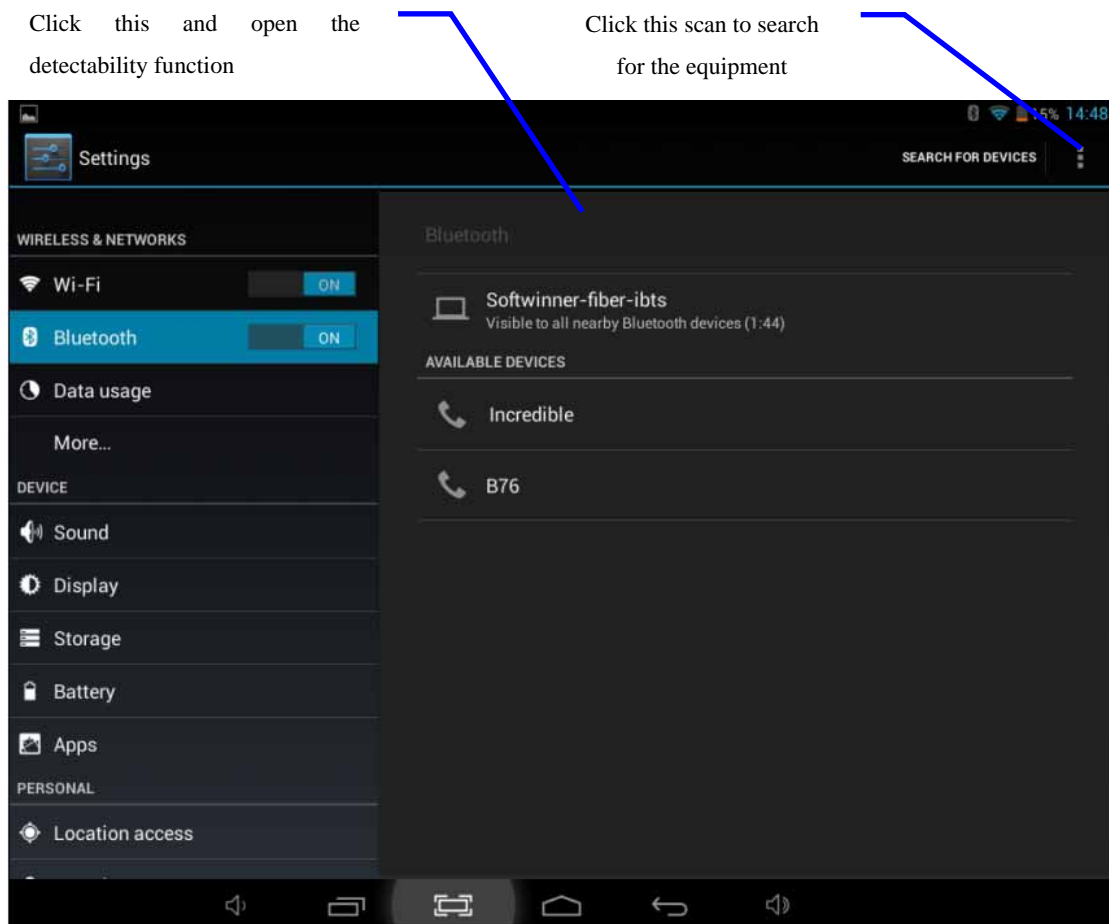 Click this and open the
detectability function
Click this scan to search
for the equipment
15% 14:48
Settings
SEARCH FOR DEVICES
WIRELESS & NETWORKS
Wi-Fi ON
Bluetooth ON
Data usage
More...
DEVICE
Sound
Display
Storage
Battery
Apps
PERSONAL
Location access
Bluetooth
Softwinner-fiber-ibts
Visible to all nearby Bluetooth devices (1:44)
AVAILABLE DEVICES
Incredible
B76